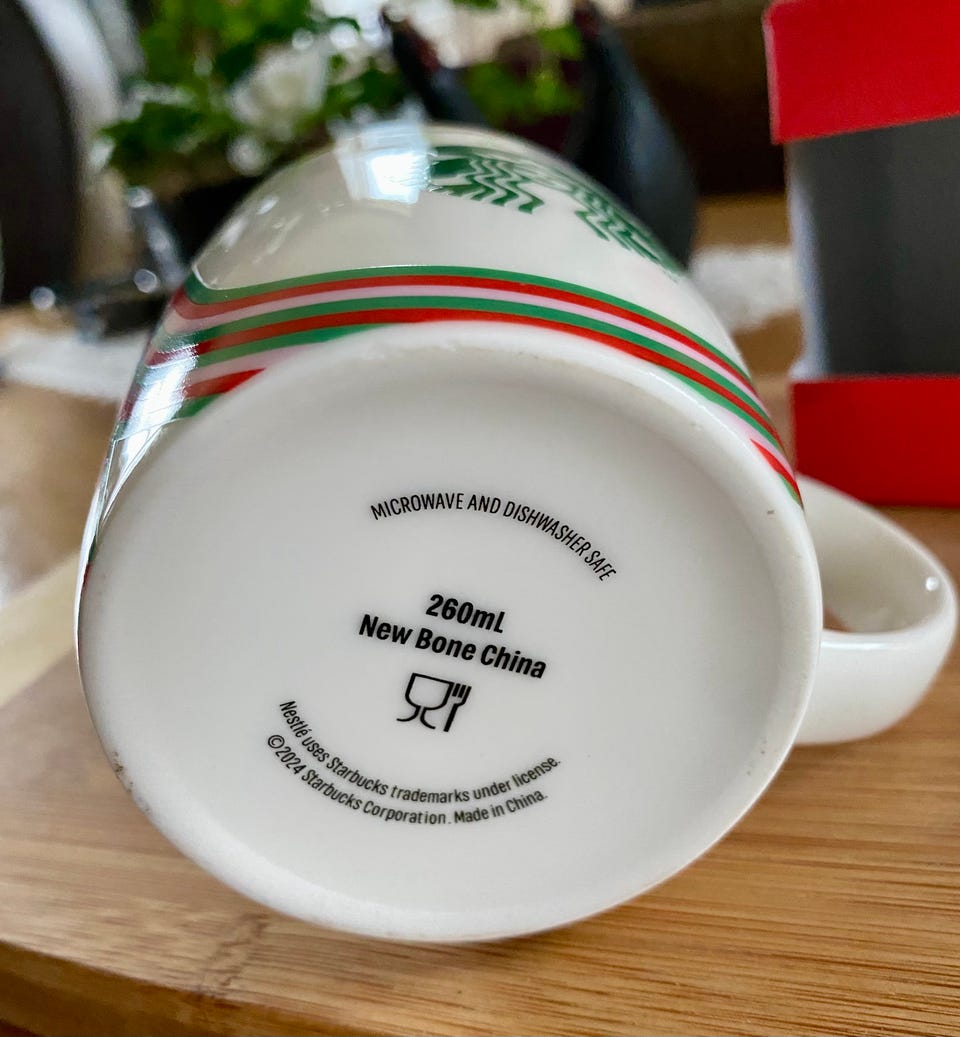 MICROWAVE AND DISHWASHER SAFE
260mL
New Bone China
Nestlé uses Starbucks trademarks under license.
©2024 Starbucks Corporation. Made in China.